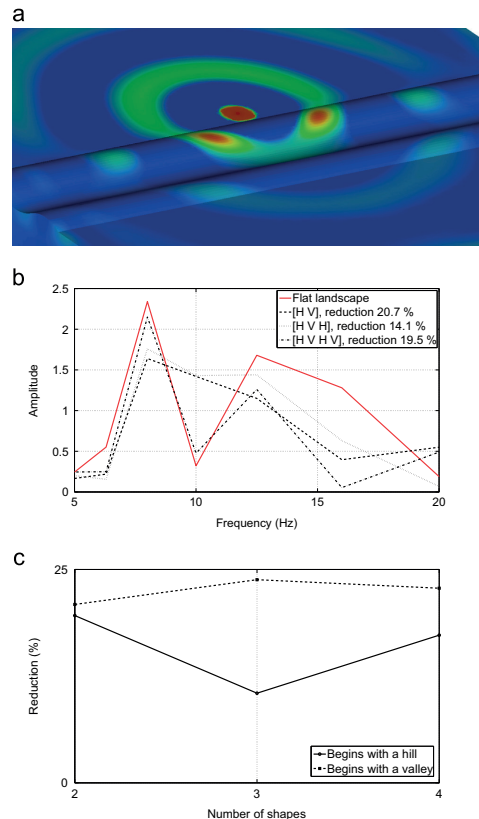 a
b
2.5
2
1.5
1
0.5
0
Amplitude
Flat landscape
[H V], reduction 20.7 %
[H V H], reduction 14.1 %
[H V H V], reduction 19.5 %
5
10
15
20
Frequency (Hz)
c
25
0
Reduction (%)
Begins with a hill
Begins with a valley
2
3
4
Number of shapes